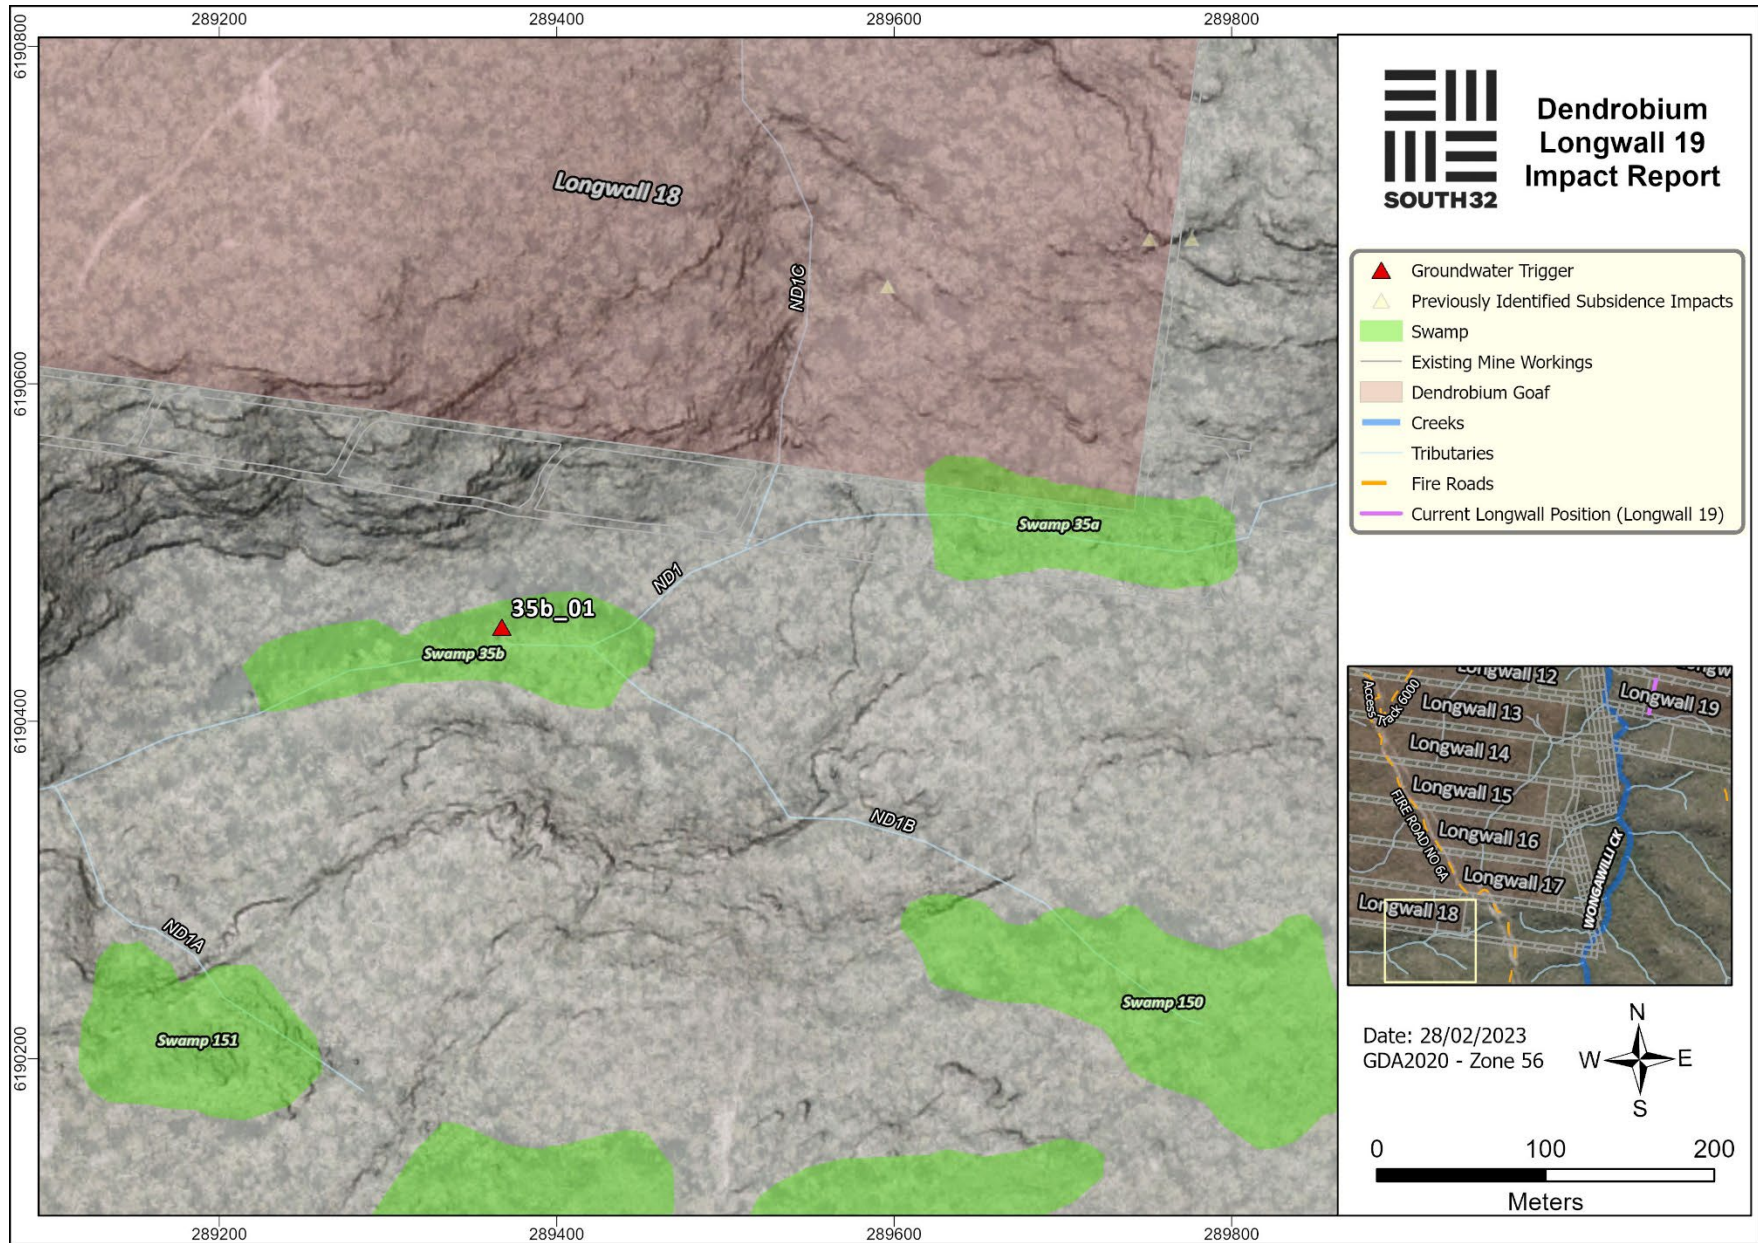 289200
289400
289600
289800
6190800
6190600
6190400
6190200
Longwall 18
ND1C
Swamp 35a
ND1
35b_01
Swamp 35b
ND1B
ND1A
Swamp 150
Swamp 151
289200
289400
289600
289800
SOUTH32
Dendrobium
Longwall 19
Impact Report
Groundwater Trigger
Previously Identified Subsidence Impacts
Swamp
Existing Mine Workings
Dendrobium Goaf
Creeks
Tributaries
Fire Roads
Current Longwall Position (Longwall 19)
Longwall 12
Longw
Access
Track 6000
Longwall 13
Longwall 19
Longwall 14
Longwall 15
FIRE ROAD NO 6A
Longwall 16
Longwall 17
WONGAWILLI CK
Longwall 18
Date: 28/02/2023
GDA2020 - Zone 56
N
W
E
S
0
100
200
Meters